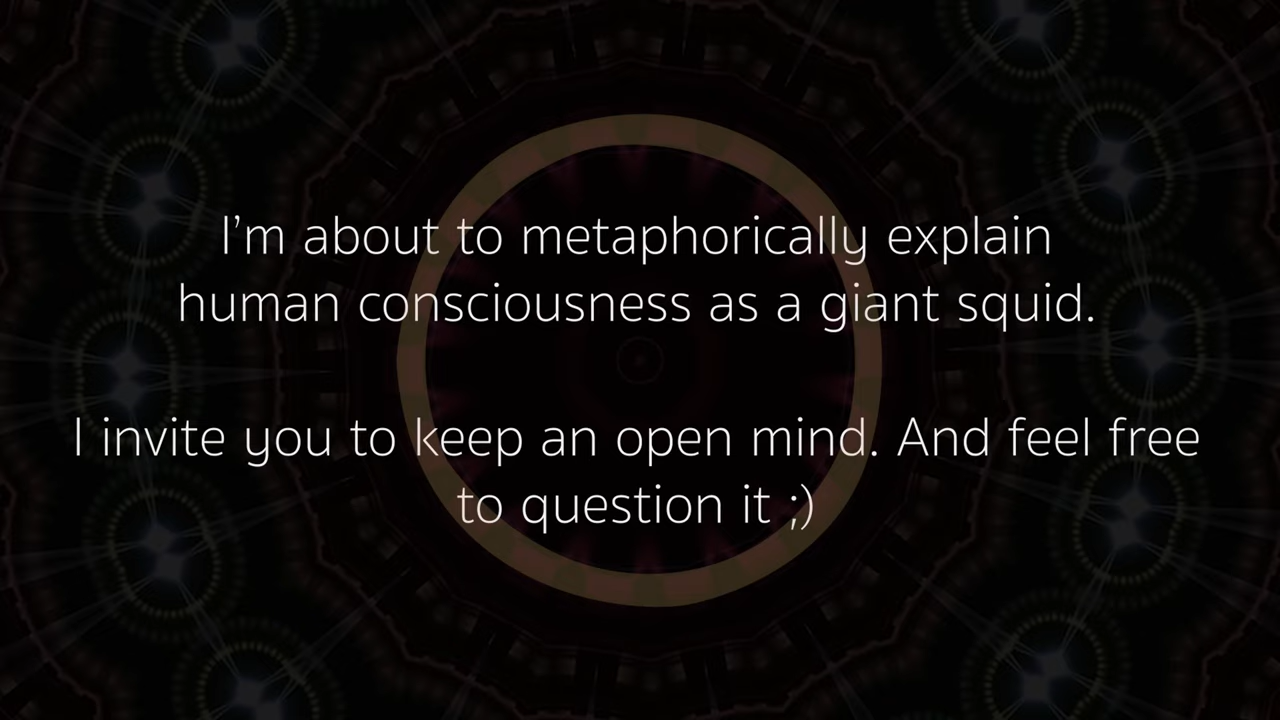 I’m about to metaphorically explain
human consciousness as a giant squid.
I invite you to keep an open mind. And feel free
to question it ;)